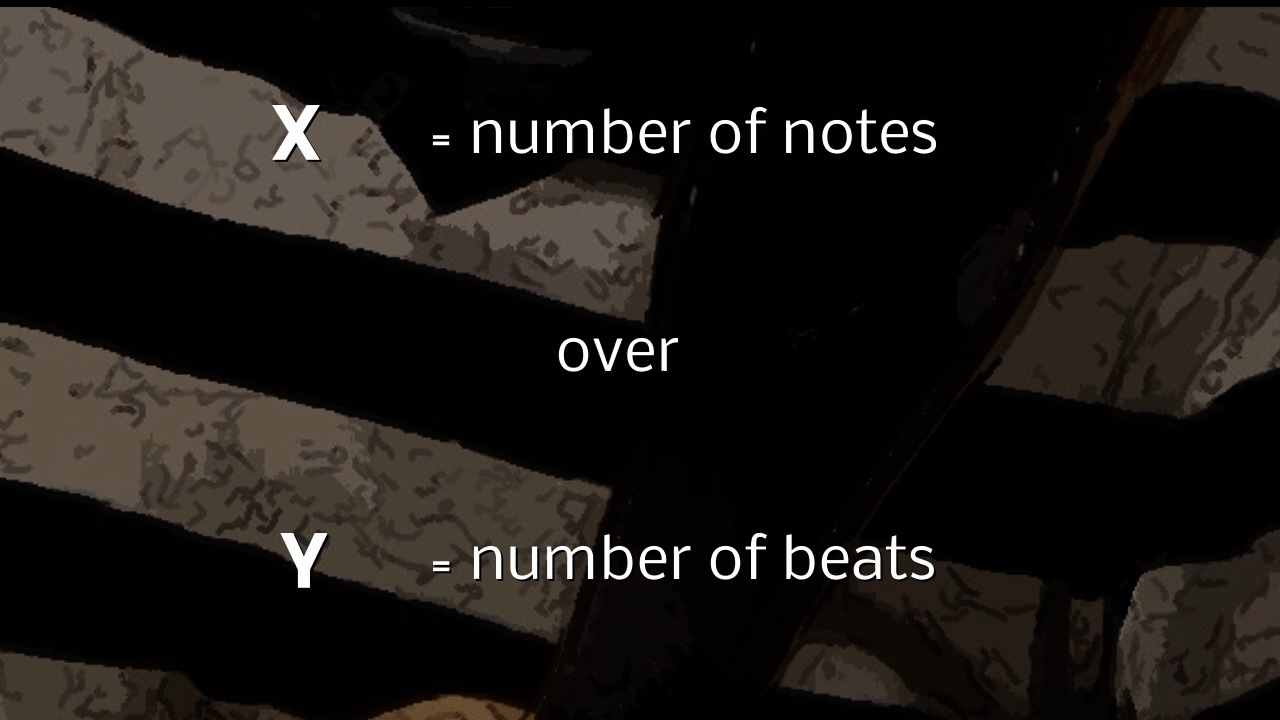 X = number of notes
over
Y = number of beats